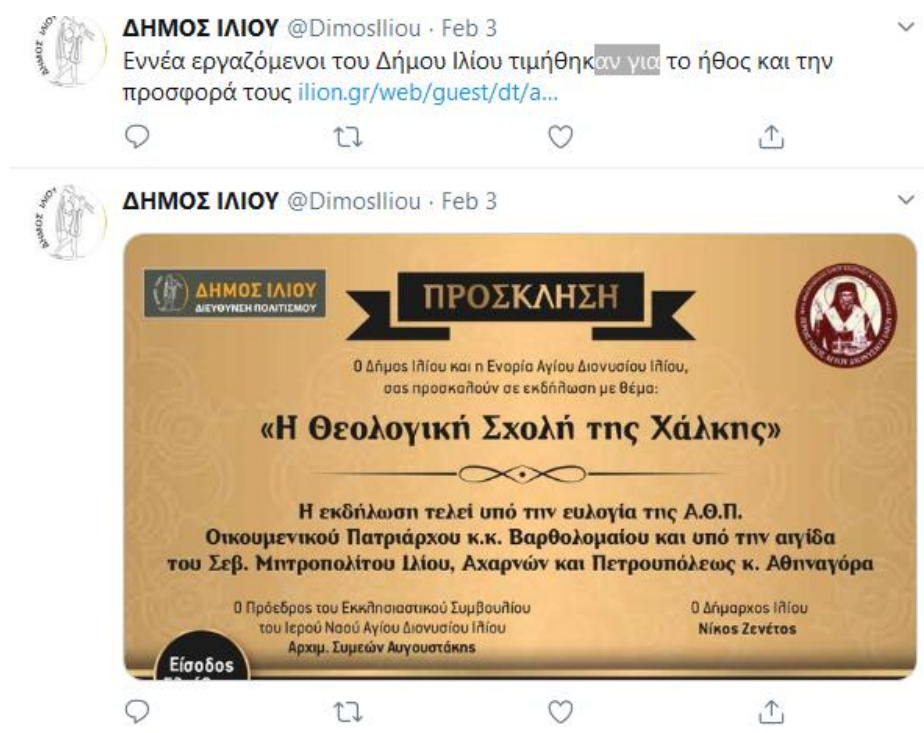 ΔΗΜΟΣ ΙΛΙΟΥ @DimosIliou · Feb 3
Εννέα εργαζόμενοι του Δήμου Ιλίου τιμήθηκαν για το ήθος και την
προσφορά τους ilion.gr/web/guest/dt/a...
ΔΗΜΟΣ ΙΛΙΟΥ @DimosIliou · Feb 3
ΔΗΜΟΣ ΙΛΙΟΥ
ΔΙΕΥΘΥΝΣΗ ΠΟΛΙΤΙΣΜΟΥ
ΠΡΟΣΚΛΗΣΗ
Ο Δήμος Ιλίου και η Ενορία Αγίου Διονυσίου Ιλίου,
σας προσκαλούν σε εκδήλωση με θέμα:
«Η Θεολογική Σχολή της Χάλκης»
Η εκδήλωση τελεί υπό την ευλογία της Α.Θ.Π.
Οικουμενικού Πατριάρχου κ.κ. Βαρθολομαίου και υπό την αιγίδα
του Σεβ. Μητροπολίτου Ιλίου, Αχαρνών και Πετρουπόλεως κ. Αθηναγόρα
Ο Πρόεδρος του Εκκλησιαστικού Συμβουλίου
του Ιερού Ναού Αγίου Διονυσίου Ιλίου
Αρχιμ. Συμεών Αυγουστάκης
Ο Δήμαρχος Ιλίου
Νίκος Ζενέτος
Είσοδος